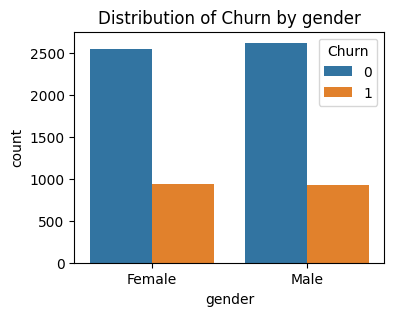 Distribution of Churn by gender
Churn
0
1
2500
2000
1500
1000
500
0
count
Female
Male
gender